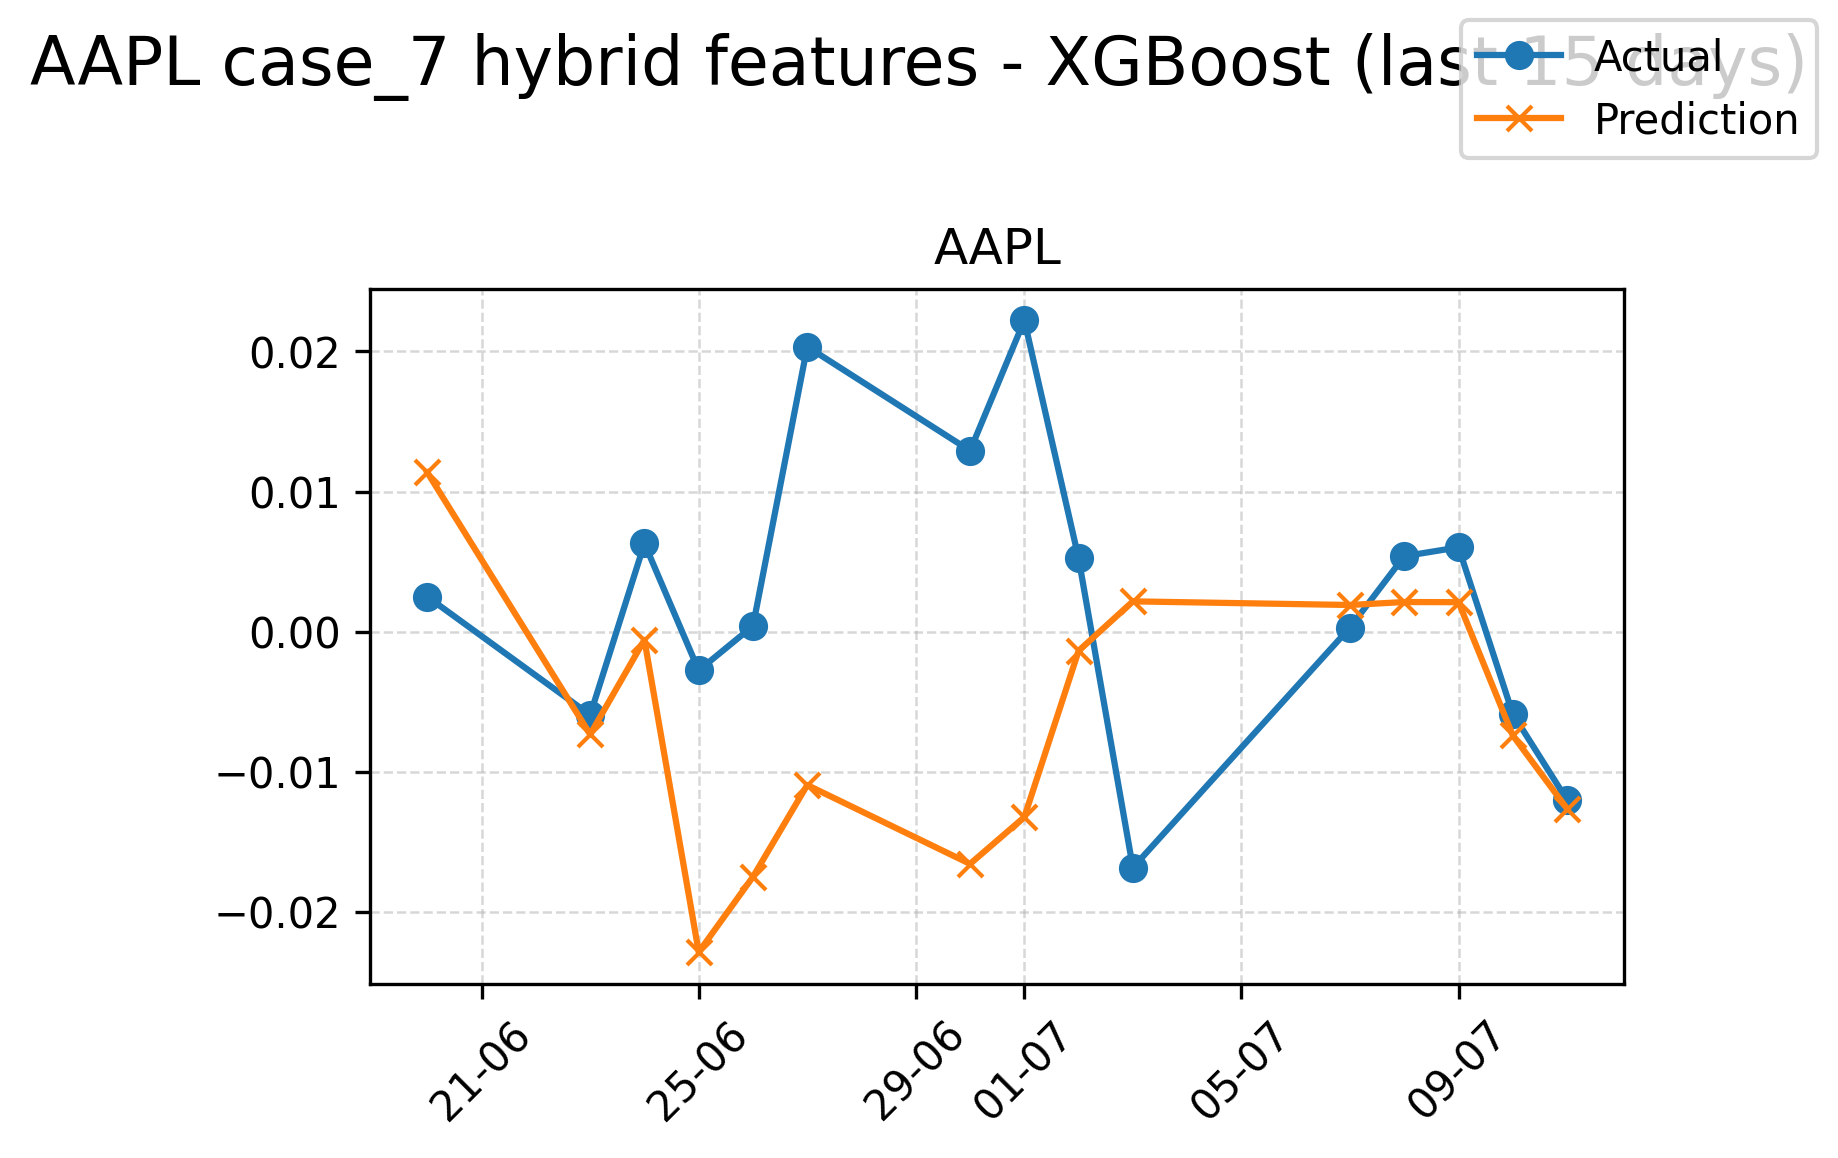 AAPL case_7 hybrid features - XGBoost (last 15 days)
Actual
Prediction
AAPL
0.02
0.01
0.00
−0.01
−0.02
21-06
25-06
29-06
01-07
05-07
09-07